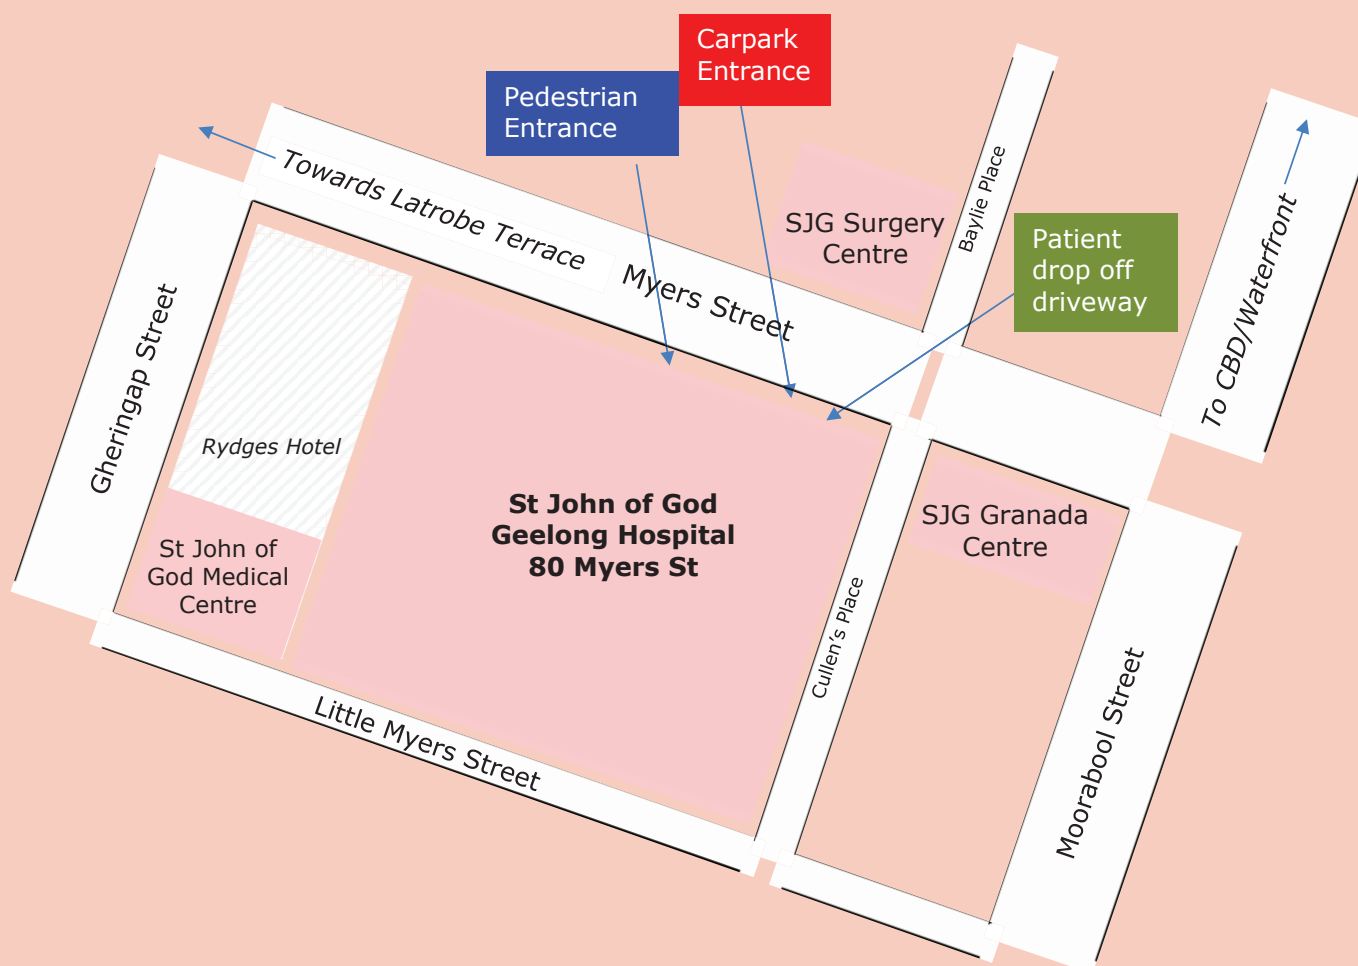 Carpark
Entrance
Pedestrian
Entrance
Towards Latrobe Terrace
Myers Street
SJG Surgery
Centre
Baylie Place
Patient
drop off
driveway
To CBD/Waterfront
Gheringap Street
Rydges Hotel
St John of God
Geelong Hospital
80 Myers St
SJG Granada
Centre
St John of
God Medical
Centre
Cullen's Place
Little Myers Street
Moorabool Street